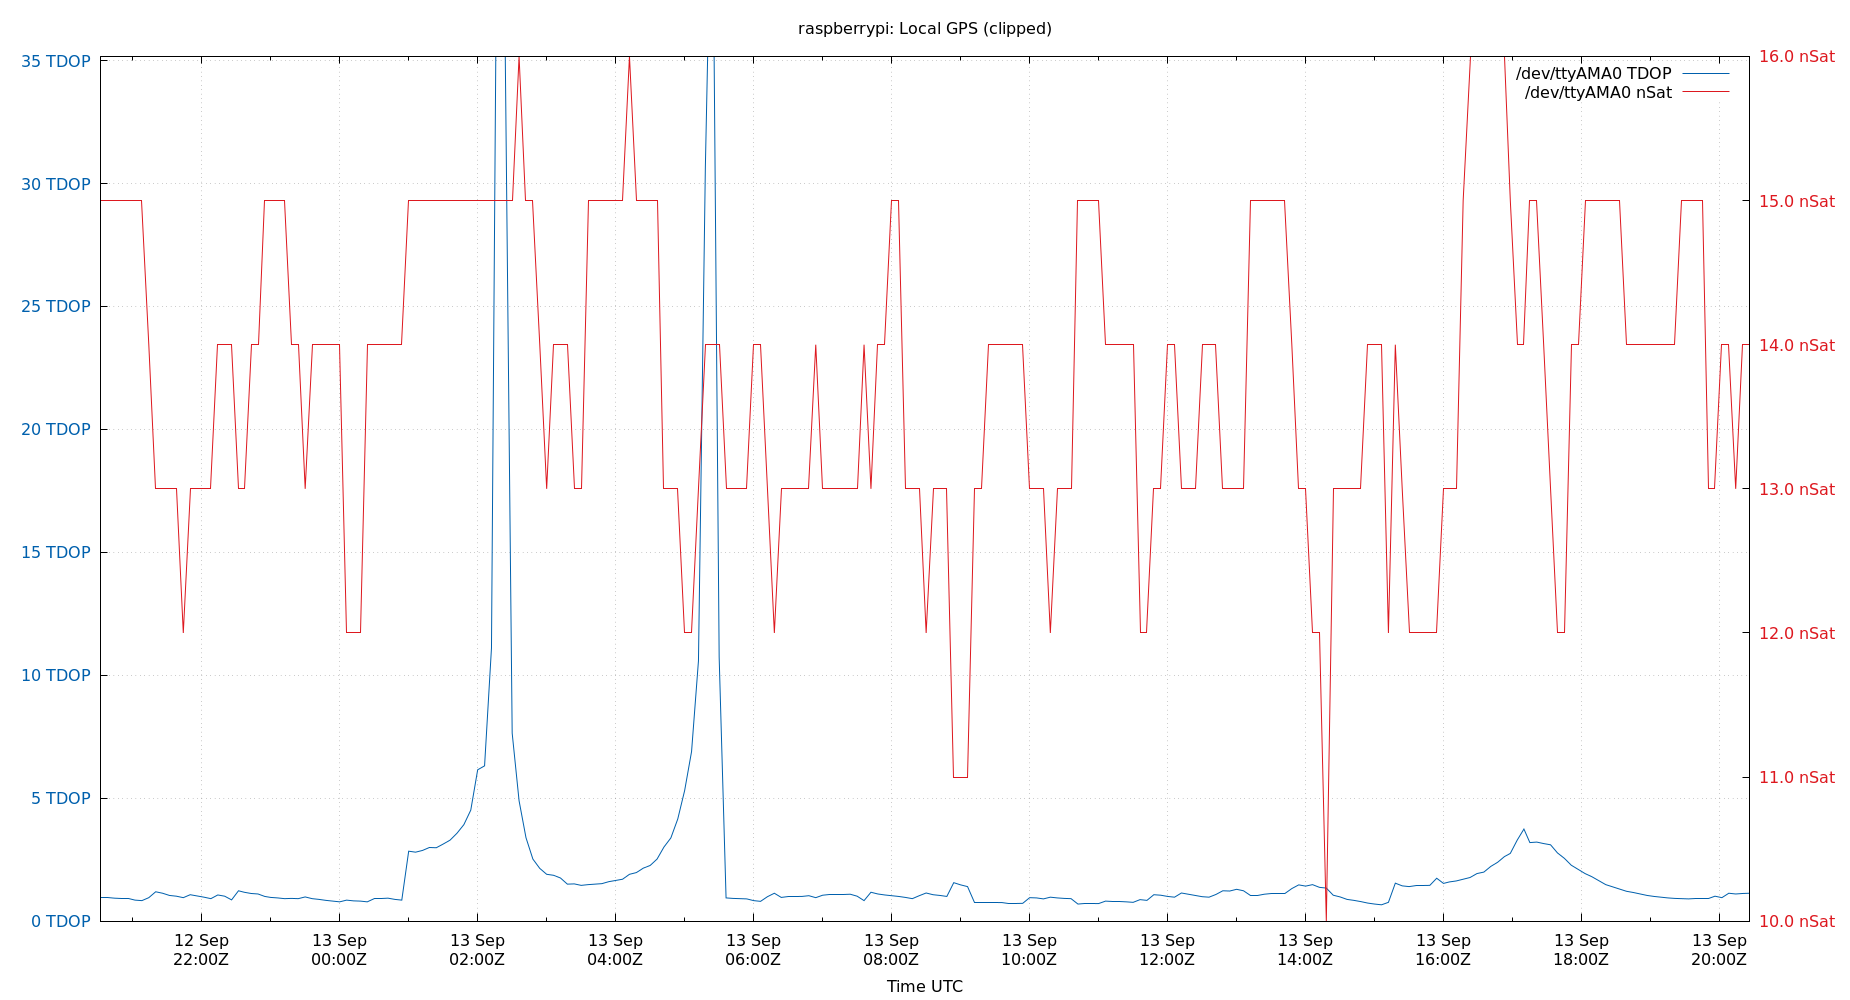 raspberrypi: Local GPS (clipped)
/dev/ttyAMA0 TDOP
/dev/ttyAMA0 nSat
35 TDOP
30 TDOP
25 TDOP
20 TDOP
15 TDOP
10 TDOP
5 TDOP
0 TDOP
16.0 nSat
15.0 nSat
14.0 nSat
13.0 nSat
12.0 nSat
11.0 nSat
10.0 nSat
12 Sep
22:00Z
13 Sep
00:00Z
13 Sep
02:00Z
13 Sep
04:00Z
13 Sep
06:00Z
13 Sep
08:00Z
13 Sep
10:00Z
13 Sep
12:00Z
13 Sep
14:00Z
13 Sep
16:00Z
13 Sep
18:00Z
13 Sep
20:00Z
Time UTC